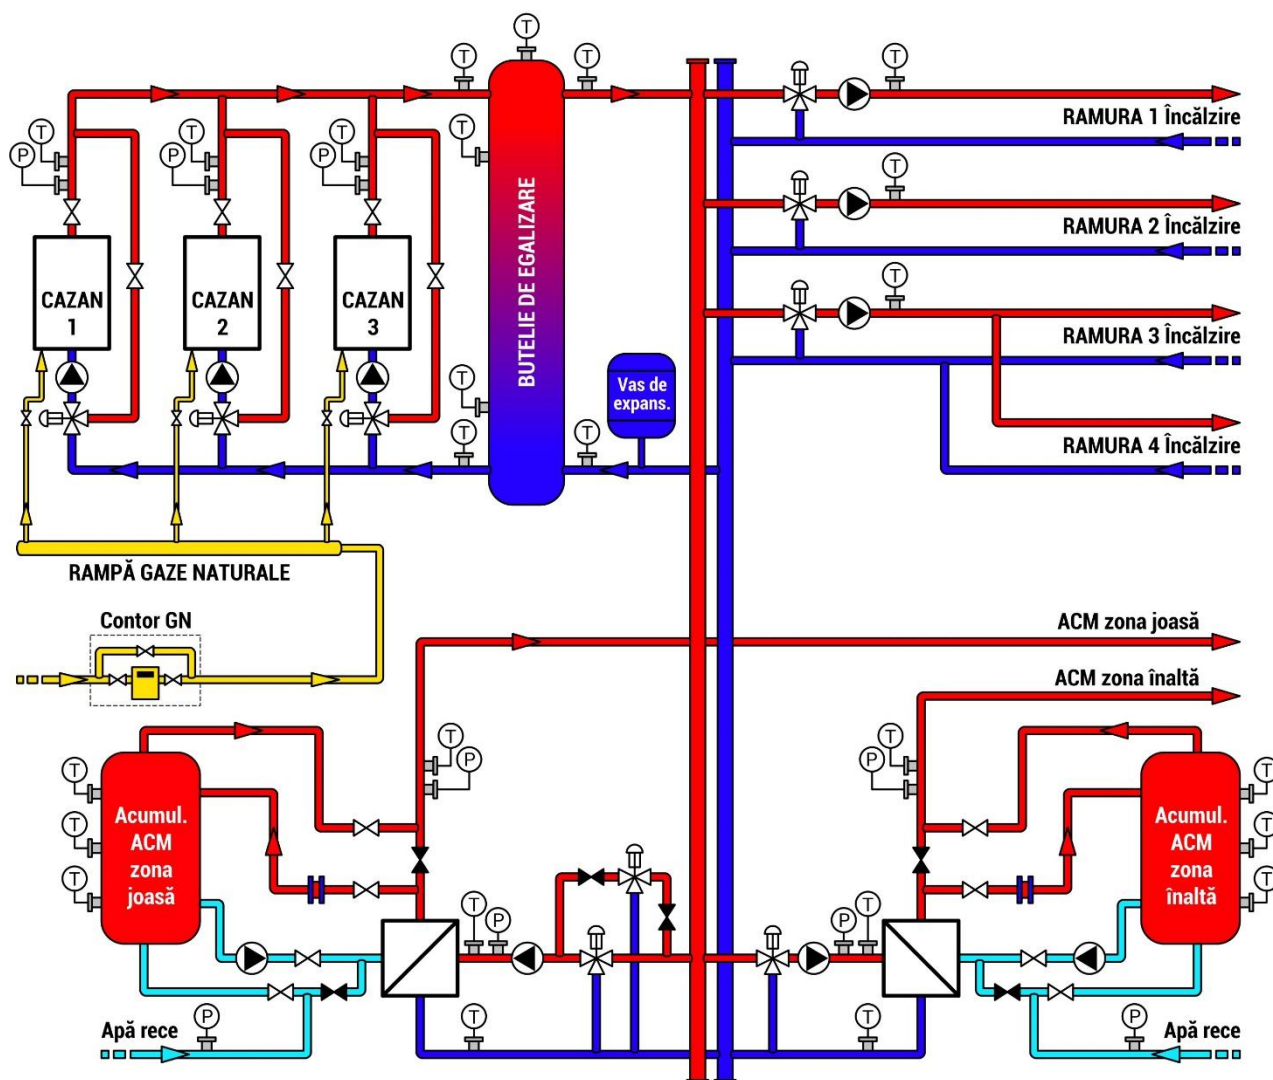 T
T
T
T
RAMURA 1 Încălzire
T
P
T
P
T
P
T
T
RAMURA 2 Încălzire
BUTELIE DE EGALIZARE
CAZAN
1
CAZAN
2
CAZAN
3
T
RAMURA 3 Încălzire
Vas de
expans.
T
T
T
RAMURA 4 Încălzire
RAMPĂ GAZE NATURALE
Contor GN
ACM zona joasă
ACM zona înaltă
T
P
T
P
T
T
T
Acumul.
ACM
zona
joasă
T
T
T
Acumul.
ACM
zona
înaltă
T
P
P
T
Apă rece
P
T
T
P
Apă rece